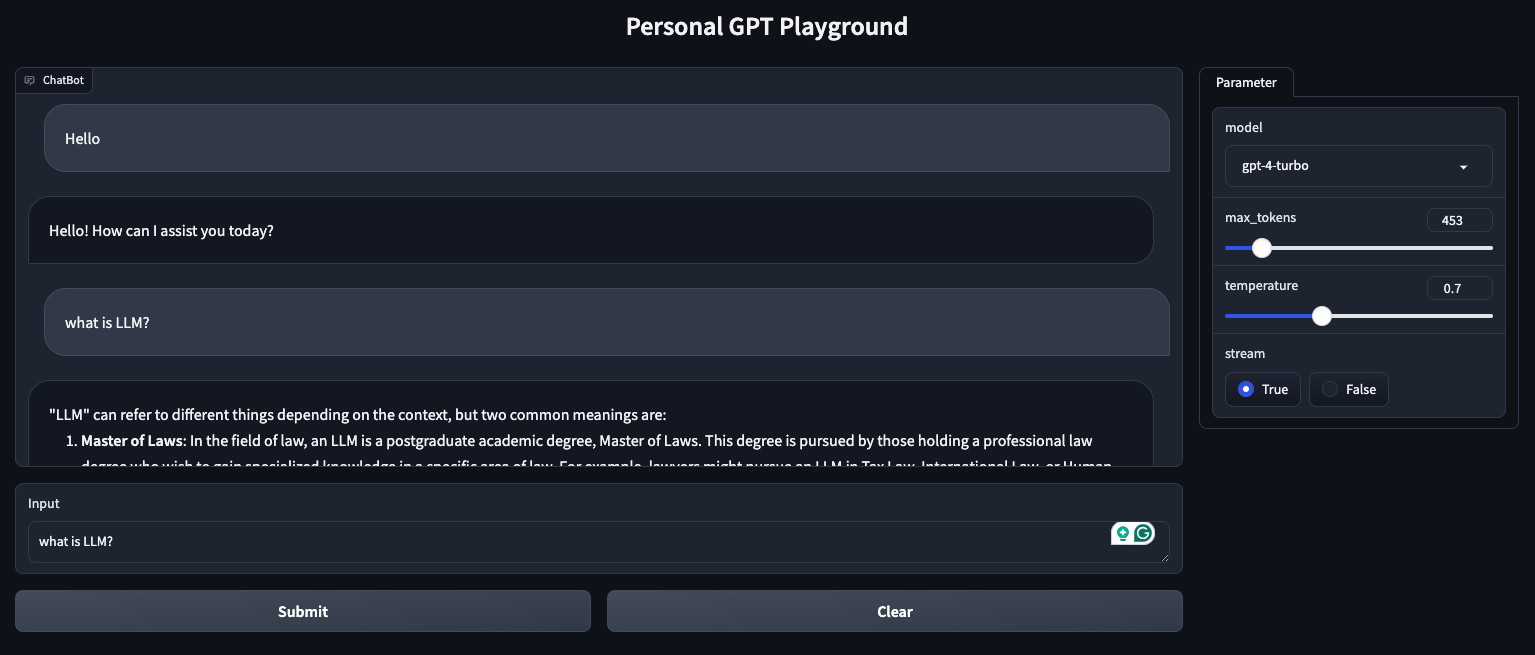 Personal GPT Playground
ChatBot
Hello
Hello! How can I assist you today?
what is LLM?
"LLM" can refer to different things depending on the context, but two common meanings are:
1. Master of Laws: In the field of law, an LLM is a postgraduate academic degree, Master of Laws. This degree is pursued by those holding a professional law
degree who wish to gain specialized knowledge in a specific area of law. For example, lawyers might pursue an LLM in Tax Law, International Law, or Human
Input
what is LLM?
Submit
Clear
Parameter
model
gpt-4-turbo
max_tokens
453
temperature
0.7
stream
True
False